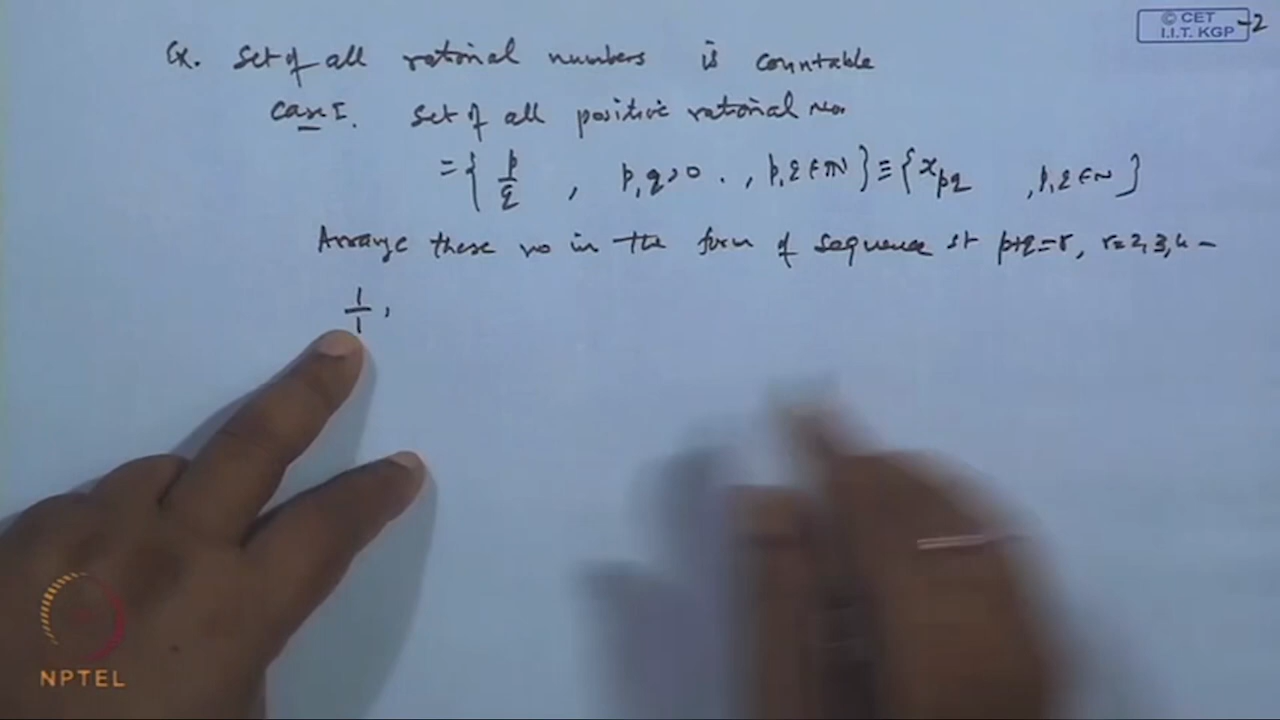 © CET
I.I.T. KGP -2
Ex. Set of all rational numbers is countable
Case I. Set of all positive rational No.
= { p/q , p,q>0 . , p,q ∈ N } ≡ { x_pq , p,q ∈ N }
Arrange these no in the form of sequence st p+q=r, r=2,3,4 -
1/1 ,
NPTEL